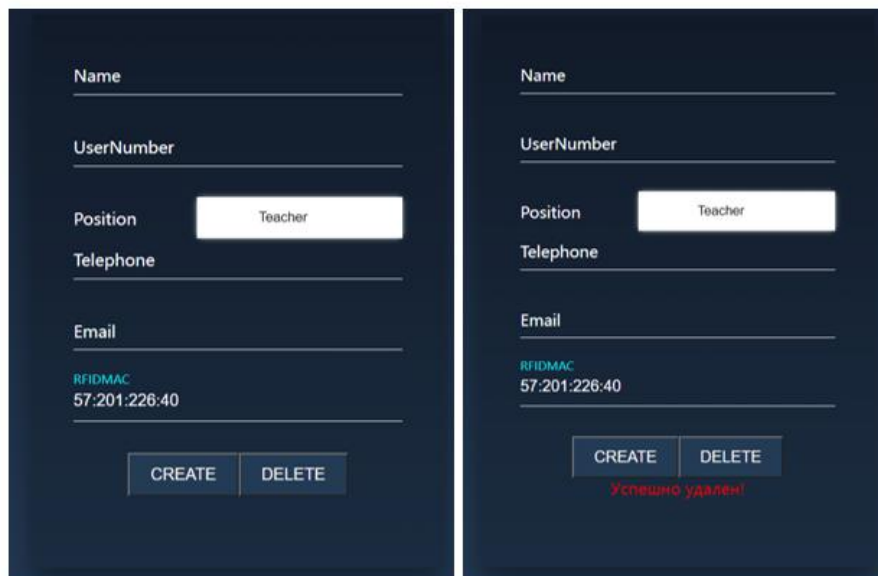 Name
UserNumber
Position
Teacher
Telephone
Email
RFIDMAC
57:201:226:40
CREATE
DELETE
Name
UserNumber
Position
Teacher
Telephone
Email
RFIDMAC
57:201:226:40
CREATE
DELETE
Успешно удален!